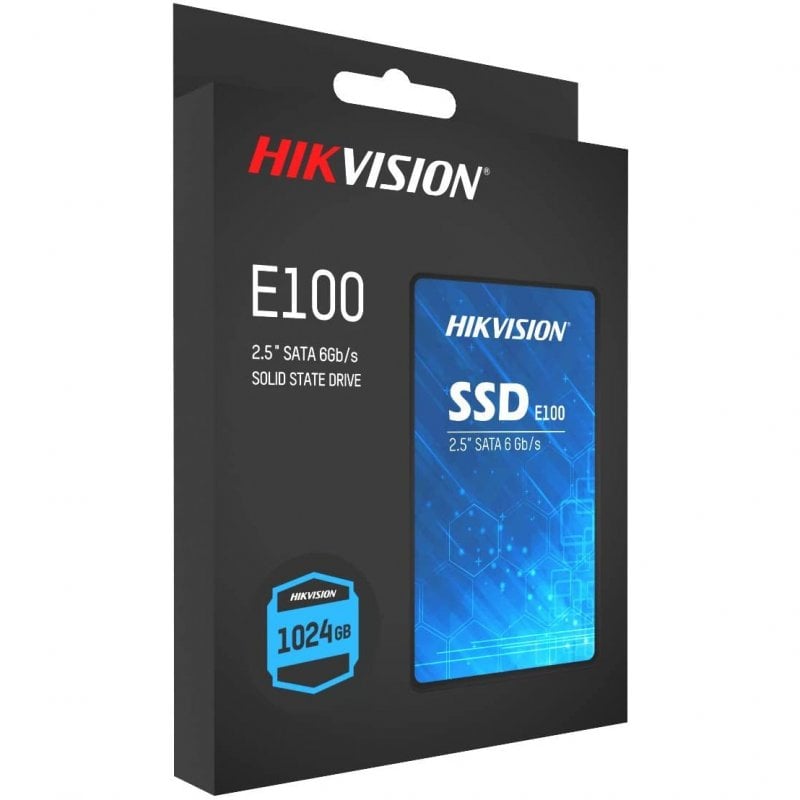 HIKVISION®
E100
2.5" SATA 6Gb/s
SOLID STATE DRIVE
HIKVISION®
SSD E100
2.5" SATA 6 Gb/s
HIKVISION
1024GB